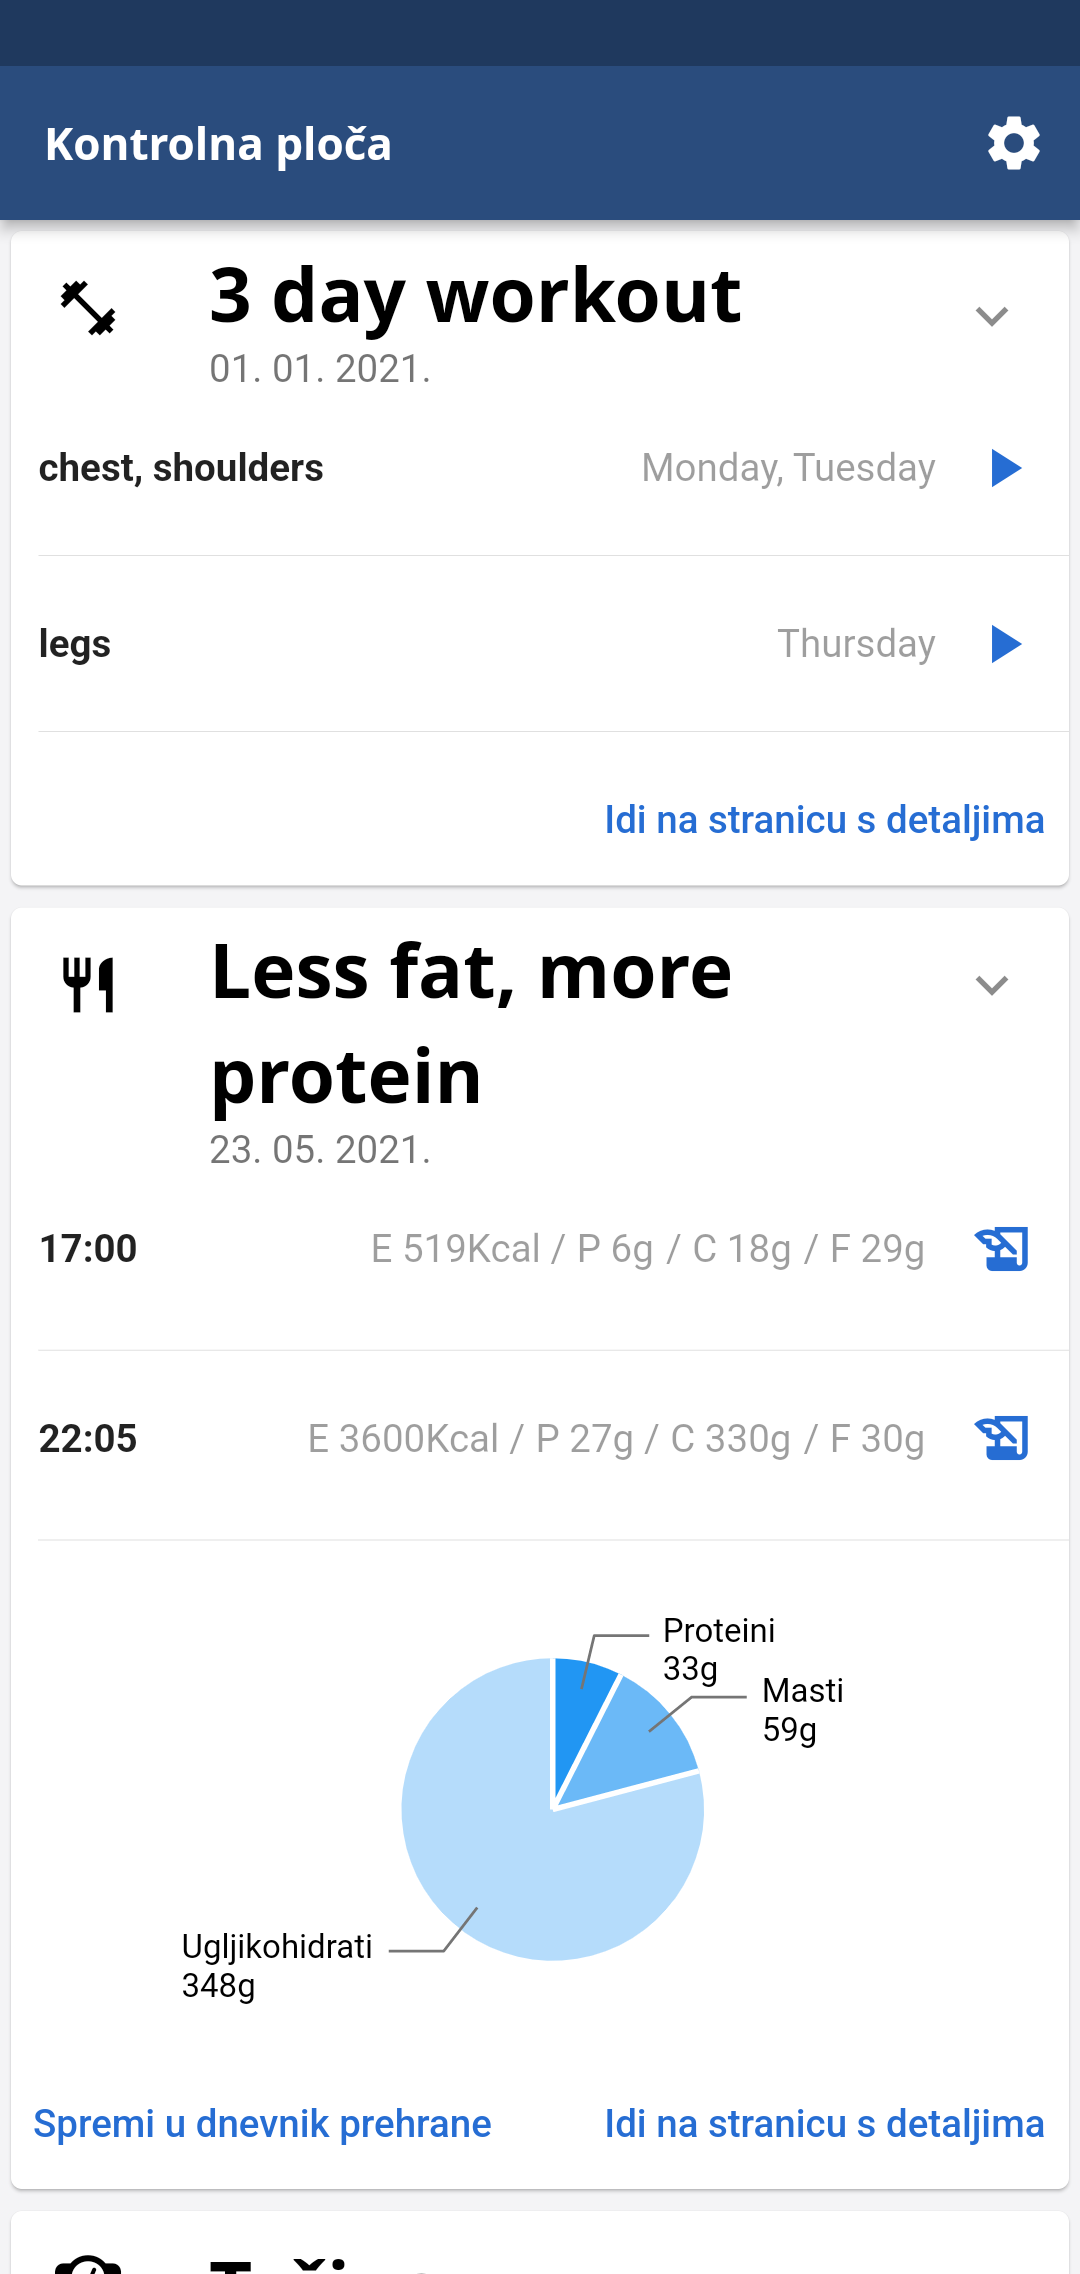 Kontrolna ploča
3 day workout
01. 01. 2021.
chest, shoulders
Monday, Tuesday
legs
Thursday
Idi na stranicu s detaljima
Less fat, more
protein
23. 05. 2021.
17:00
E 519Kcal / P 6g / C 18g / F 29g
22:05
E 3600Kcal / P 27g / C 330g / F 30g
Proteini
33g
Masti
59g
Ugljikohidrati
348g
Spremi u dnevnik prehrane
Idi na stranicu s detaljima